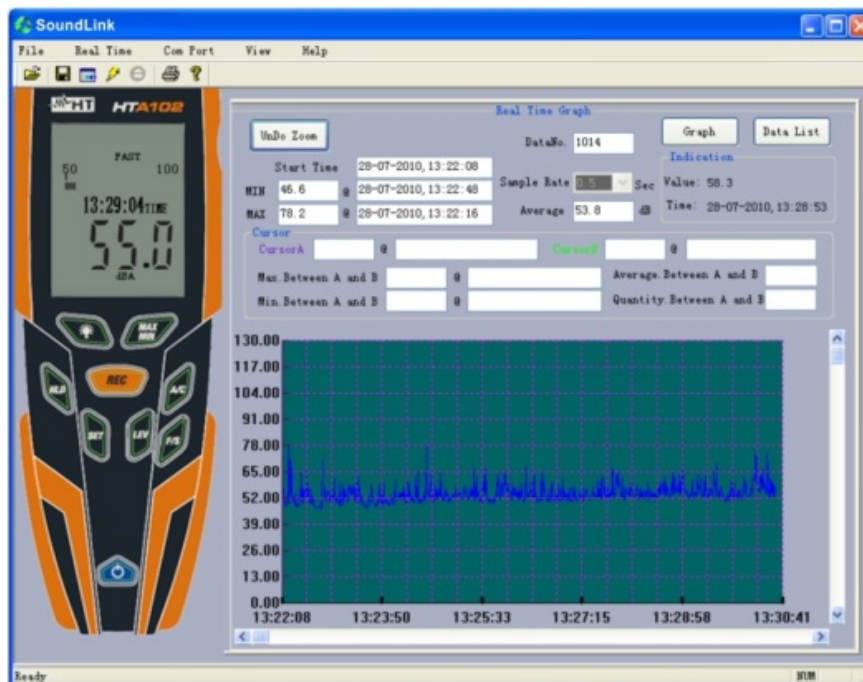 SoundLink
File Real Time Com Port View Help
HT HTA102
FAST
50 100
13:29:04 TIME
55.0
dBA
MAX MIN
HLD REC A/C
SET LEV F/S
Real Time Graph
UnDo Zoom DataNo. 1014 Graph Data List
Indication
Start Time 28-07-2010,13:22:08
MIN 46.6 @ 28-07-2010,13:22:48 Sample Rate 0.5 Sec Value: 58.3
MAX 78.2 @ 28-07-2010,13:22:16 Average 53.8 dB Time: 28-07-2010,13:28:53
Cursor
CursorA @ CursorB @
Max.Between A and B @ Average.Between A and B
Min.Between A and B @ Quantity.Between A and B
130.00
117.00
104.00
91.00
78.00
65.00
52.00
39.00
26.00
13.00
0.00
13:22:08 13:23:50 13:25:33 13:27:15 13:28:58 13:30:41
Ready NUM